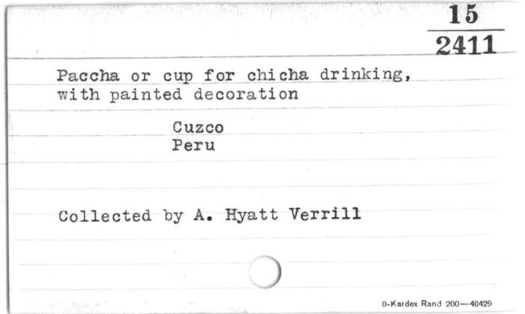 15
2411
Paccha or cup for chicha drinking,
with painted decoration
Cuzco
Peru
Collected by A. Hyatt Verrill
0-Kardex Rand 200—40429